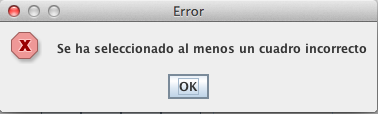 Error
Se ha seleccionado al menos un cuadro incorrecto
OK